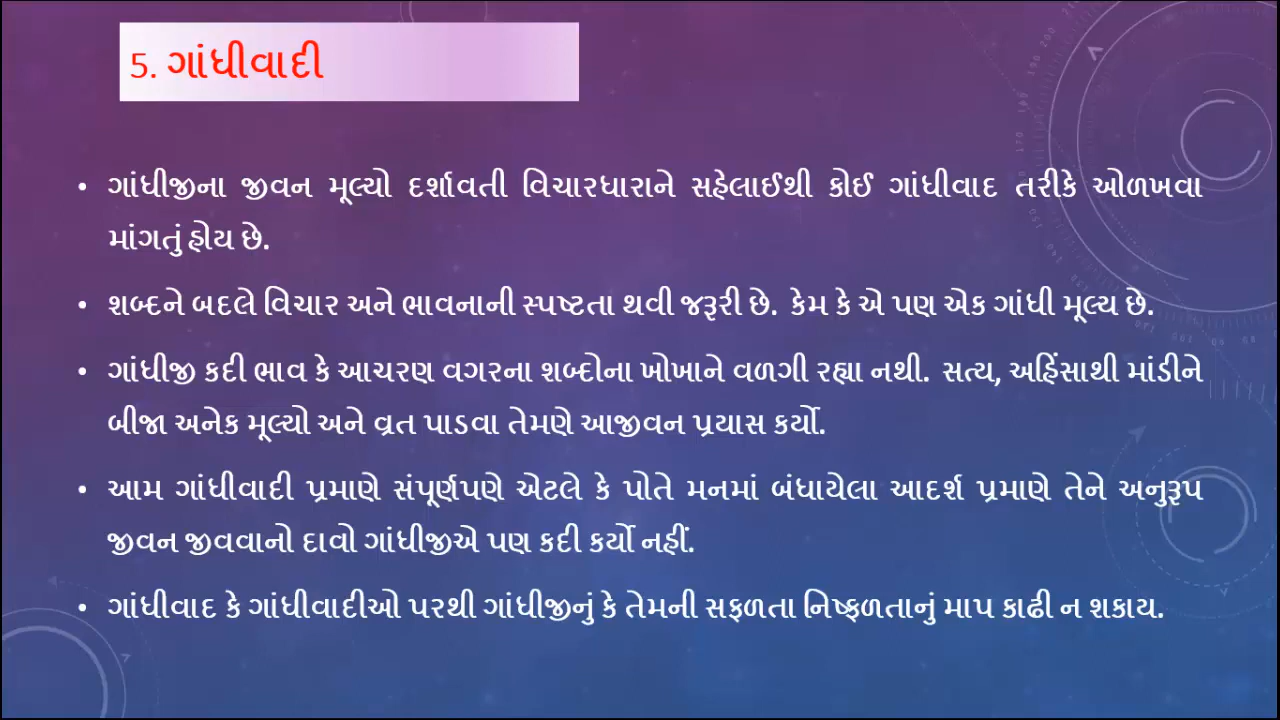 5. ગાંધીવાદી
• ગાંધીજીના જીવન મૂલ્યો દર્શાવતી વિચારધારાને સહેલાઈથી કોઈ ગાંધીવાદ તરીકે ઓળખવા
માંગતું હોય છે.
• શબ્દને બદલે વિચાર અને ભાવનાની સ્પષ્ટતા થવી જરૂરી છે. કેમ કે એ પણ એક ગાંધી મૂલ્ય છે.
• ગાંધીજી કદી ભાવ કે આચરણ વગરના શબ્દોના ખોખાને વળગી રહ્યા નથી. સત્ય, અહિંસાથી માંડીને
બીજા અનેક મૂલ્યો અને વ્રત પાડવા તેમણે આજીવન પ્રયાસ કર્યો.
• આમ ગાંધીવાદી પ્રમાણે સંપૂર્ણપણે એટલે કે પોતે મનમાં બંધાયેલા આદર્શ પ્રમાણે તેને અનુરૂપ
જીવન જીવવાનો દાવો ગાંધીજીએ પણ કદી કર્યો નહીં.
• ગાંધીવાદ કે ગાંધીવાદીઓ પરથી ગાંધીજીનું કે તેમની સફળતા નિષ્ફળતાનું માપ કાઢી ન શકાય.